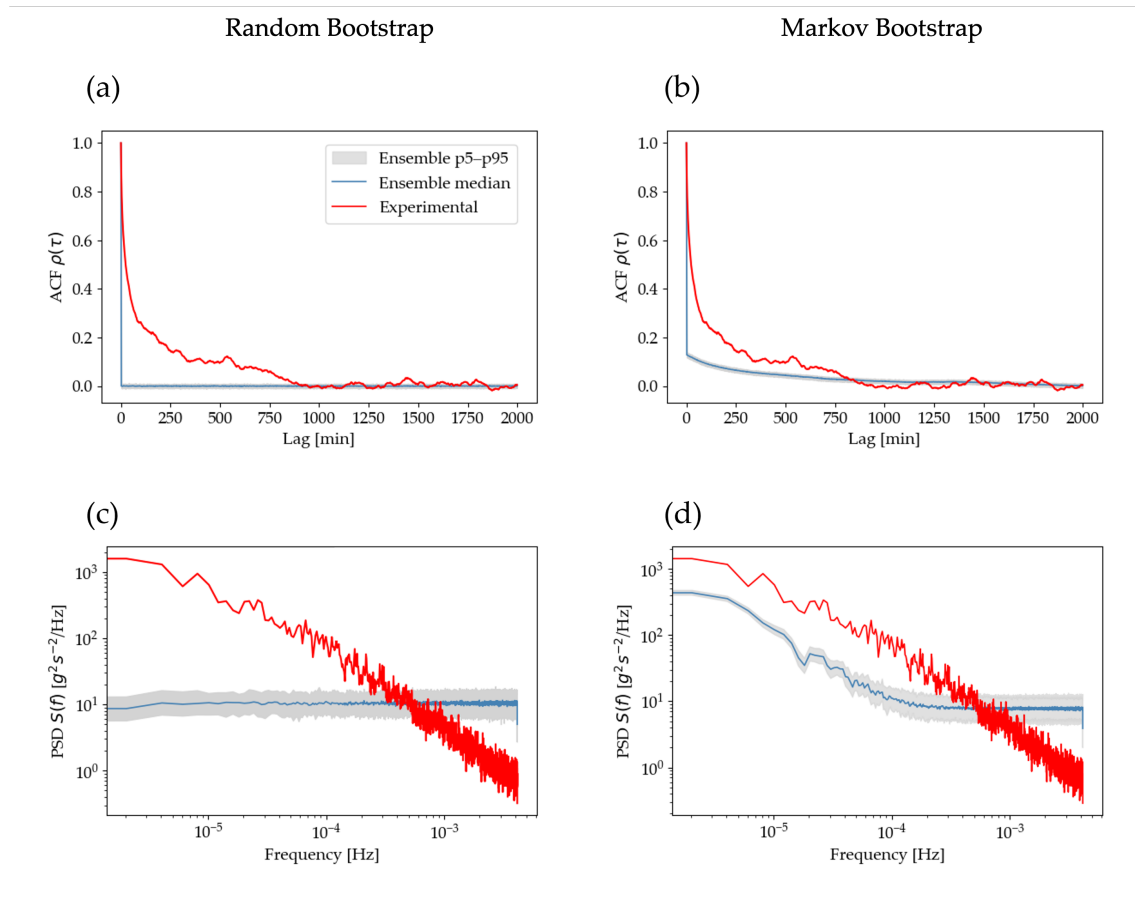 Random Bootstrap
Markov Bootstrap
(a)
(b)
1.0
0.8
0.6
0.4
0.2
0.0
ACF ρ(τ)
Ensemble p5–p95
Ensemble median
Experimental
0 250 500 750 1000 1250 1500 1750 2000
Lag [min]
1.0
0.8
0.6
0.4
0.2
0.0
ACF ρ(τ)
0 250 500 750 1000 1250 1500 1750 2000
Lag [min]
(c)
(d)
10³
10²
10¹
10⁰
PSD S(f) [g² s⁻²/Hz]
10⁻⁵ 10⁻⁴ 10⁻³
Frequency [Hz]
10³
10²
10¹
10⁰
PSD S(f) [g² s⁻²/Hz]
10⁻⁵ 10⁻⁴ 10⁻³
Frequency [Hz]